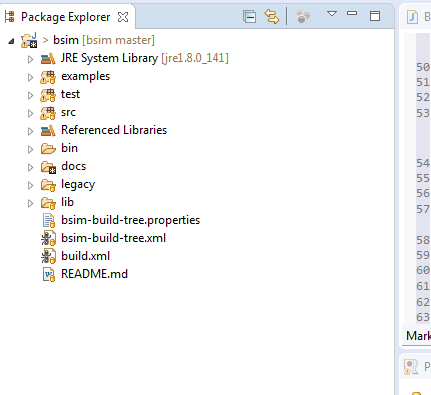 Package Explorer
> bsim [bsim master]
JRE System Library [jre1.8.0_141]
examples
test
src
Referenced Libraries
bin
docs
legacy
lib
bsim-build-tree.properties
bsim-build-tree.xml
build.xml
README.md
B
50
51
52
53
54
55
56
57
58
59
60
61
62
63
Mark
P